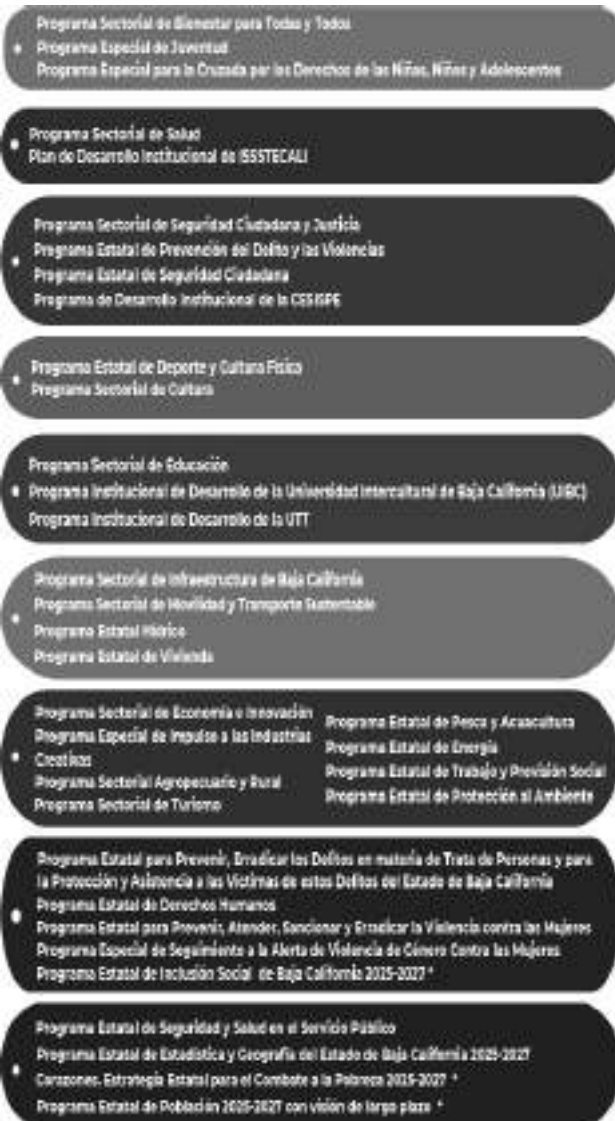 Programa Sectorial de Bienestar para Todas y Todos
Programa Especial de Juventud
Programa Especial para la Cruzada por los Derechos de las Niñas, Niños y Adolescentes
Programa Sectorial de Salud
Plan de Desarrollo Institucional de ISSSTECALI
Programa Sectorial de Seguridad Ciudadana y Justicia
Programa Estatal de Prevención del Delito y las Violencias
Programa Estatal de Seguridad Ciudadana
Programa de Desarrollo Institucional de la CESISPE
Programa Estatal de Deporte y Cultura Física
Programa Sectorial de Cultura
Programa Sectorial de Educación
Programa Institucional de Desarrollo de la Universidad Intercultural de Baja California (UIBC)
Programa Institucional de Desarrollo de la UTT
Programa Sectorial de Infraestructura de Baja California
Programa Sectorial de Movilidad y Transporte Sustentable
Programa Estatal Hídrico
Programa Estatal de Vivienda
Programa Sectorial de Economía e Innovación
Programa Especial de Impulso a las Industrias
Creativas
Programa Sectorial Agropecuario y Rural
Programa Sectorial de Turismo
Programa Estatal de Pesca y Acuacultura
Programa Estatal de Energía
Programa Estatal de Trabajo y Previsión Social
Programa Estatal de Protección al Ambiente
Programa Estatal para Prevenir, Erradicar los Delitos en materia de Trata de Personas y para
la Protección y Asistencia a las Víctimas de estos Delitos del Estado de Baja California
Programa Estatal de Derechos Humanos
Programa Estatal para Prevenir, Atender, Sancionar y Erradicar la Violencia contra las Mujeres
Programa Especial de Seguimiento a la Alerta de Violencia de Género Contra las Mujeres
Programa Estatal de Inclusión Social de Baja California 2025-2027 *
Programa Estatal de Seguridad y Salud en el Servicio Público
Programa Estatal de Estadística y Geografía del Estado de Baja California 2025-2027
Corazones. Estrategia Estatal para el Combate a la Pobreza 2025-2027 *
Programa Estatal de Población 2025-2027 con visión de largo plazo *